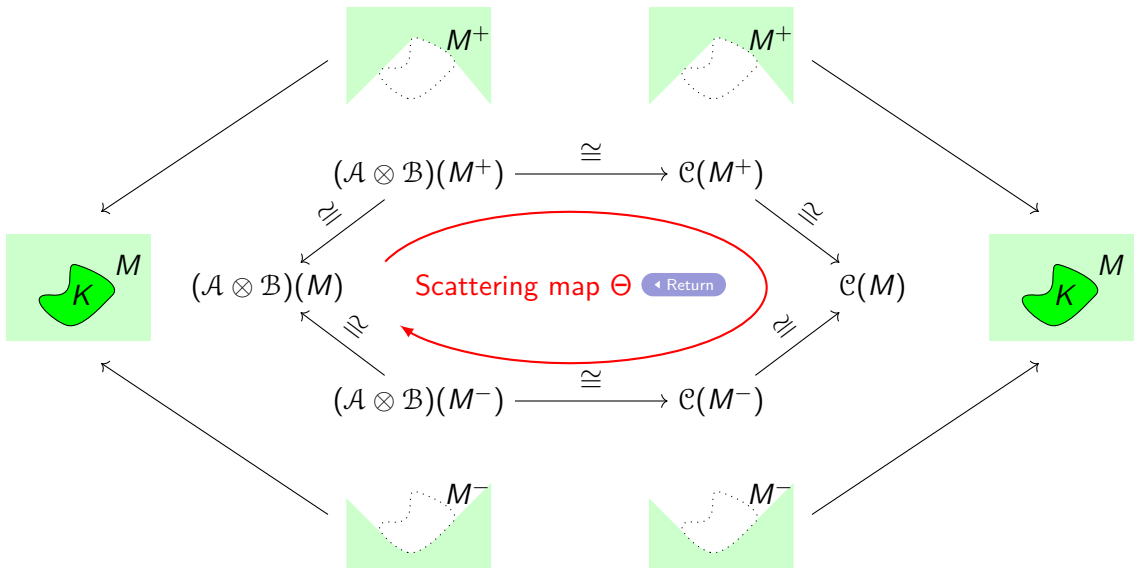 M⁺ M⁺
≅
(𝒜 ⊗ ℬ)(M⁺) 𝒞(M⁺)
≅ ≅
M K (𝒜 ⊗ ℬ)(M) Scattering map Θ Return 𝒞(M) M K
≅ ≅
≅
(𝒜 ⊗ ℬ)(M⁻) 𝒞(M⁻)
M⁻ M⁻